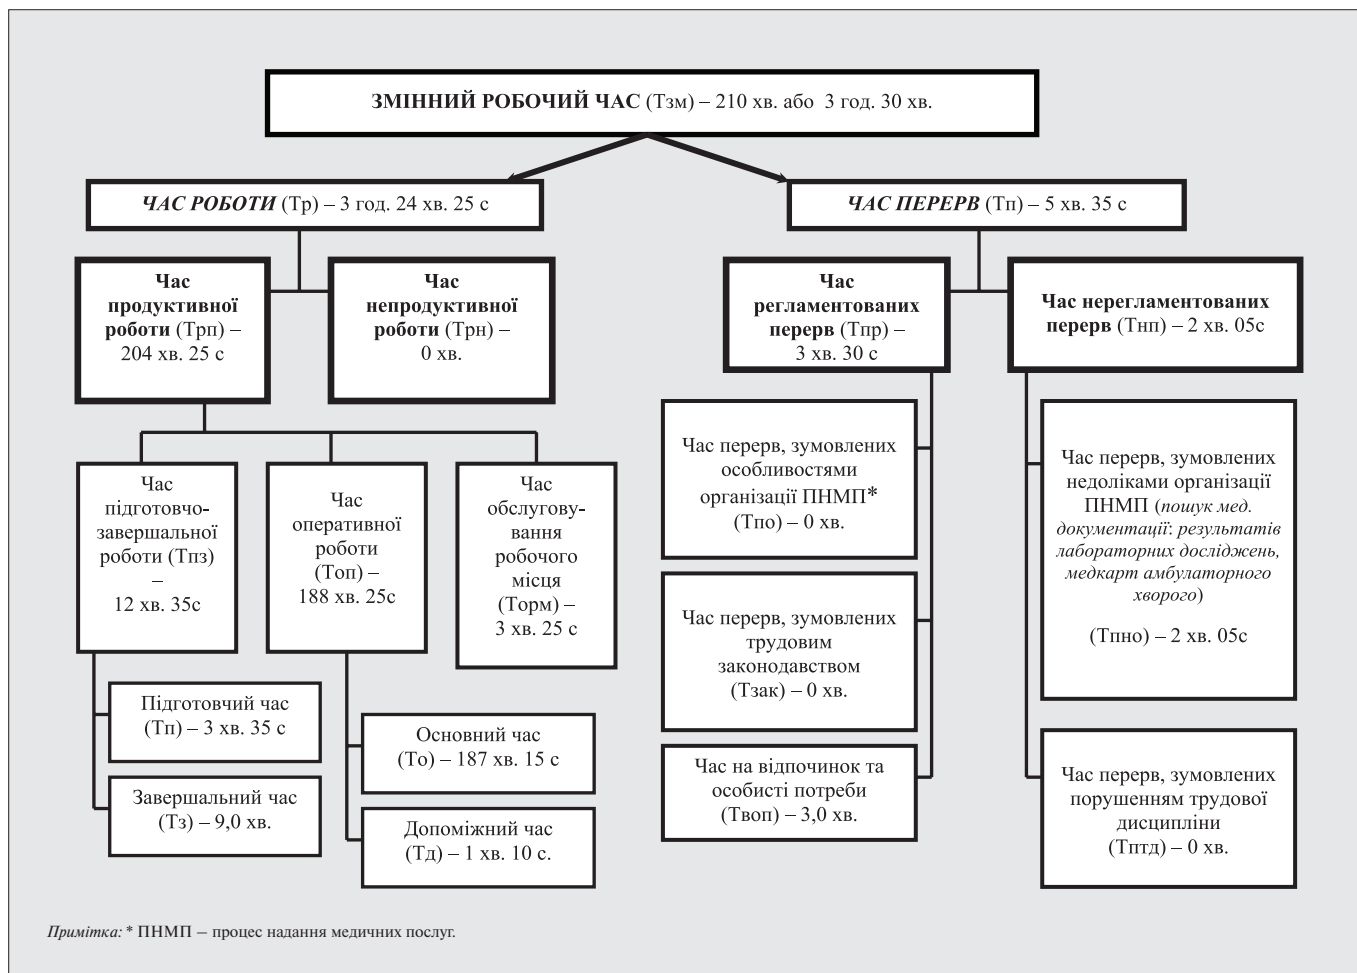 ЗМІННИЙ РОБОЧИЙ ЧАС (Тзм) – 210 хв. або 3 год. 30 хв.
ЧАС РОБОТИ (Тр) – 3 год. 24 хв. 25 с
ЧАС ПЕРЕРВ (Тп) – 5 хв. 35 с
Час
продуктивної
роботи (Трп) –
204 хв. 25 с
Час
непродуктивної
роботи (Трн) –
0 хв.
Час
регламентованих
перерв (Тпр) –
3 хв. 30 с
Час нерегламентованих
перерв (Тнп) – 2 хв. 05с
Час
підготовчо-
завершальної
роботи (Тпз)
–
12 хв. 35с
Час
оперативної
роботи
(Топ) –
188 хв. 25с
Час
обслугову-
вання
робочого
місця
(Торм) –
3 хв. 25 с
Підготовчий час
(Тп) – 3 хв. 35 с
Завершальний час
(Тз) – 9,0 хв.
Основний час
(То) – 187 хв. 15 с
Допоміжний час
(Тд) – 1 хв. 10 с.
Час перерв, зумовлених
особливостями
організації ПНМП*
(Тпо) – 0 хв.
Час перерв, зумовлених
трудовим
законодавством
(Тзак) – 0 хв.
Час на відпочинок та
особисті потреби
(Твоп) – 3,0 хв.
Час перерв, зумовлених
недоліками організації
ПНМП (пошук мед.
документації: результатів
лабораторних досліджень,
медкарт амбулаторного
хворого)
(Тпно) – 2 хв. 05с
Час перерв, зумовлених
порушенням трудової
дисципліни
(Тптд) – 0 хв.
Примітка: * ПНМП – процес надання медичних послуг.